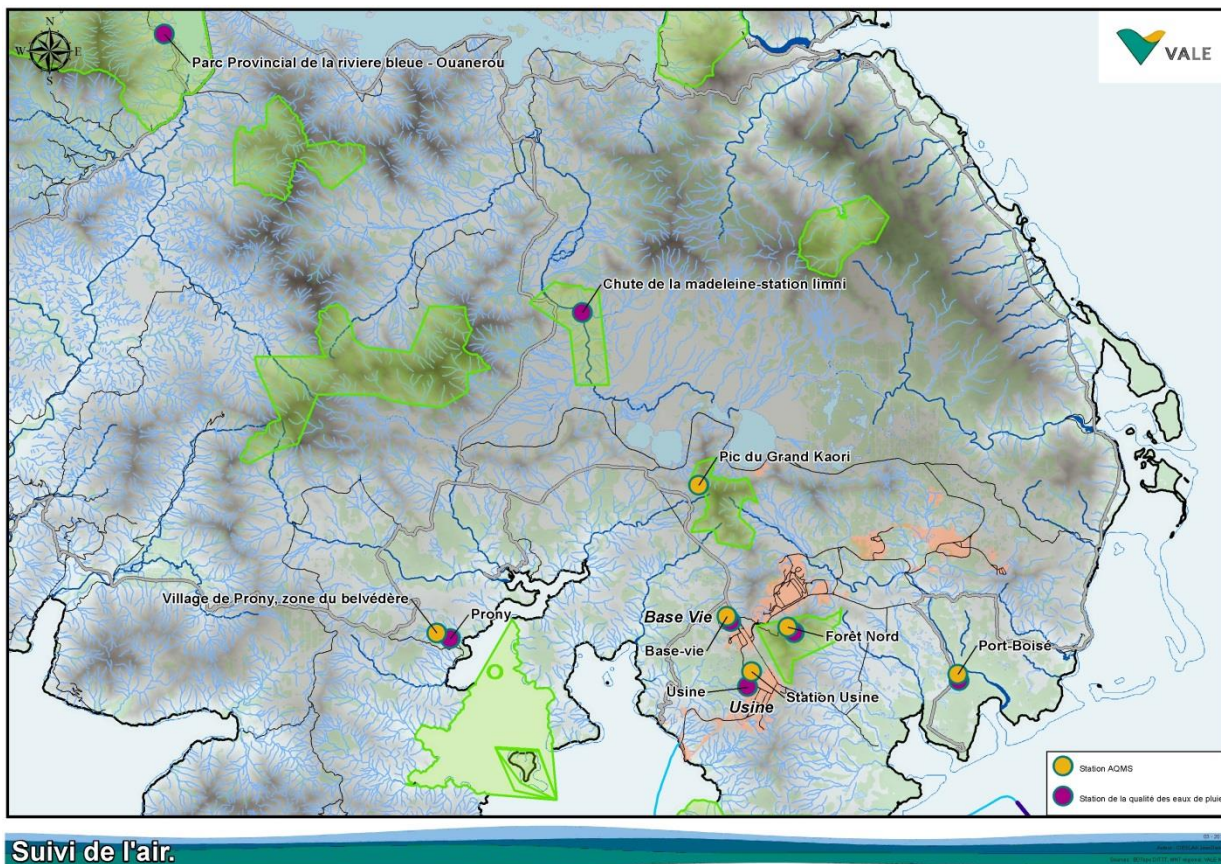 N
W
E
S
VALE
Parc Provincial de la riviere bleue - Ouanerou
Chute de la madeleine-station limni
Pic du Grand Kaori
Village de Prony, zone du belvédère
Prony
Base Vie
Base-vie
Forêt Nord
Port-Boisé
Usine
Station Usine
Usine
Station AQMS
Station de la qualité des eaux de pluie
Suivi de l'air.